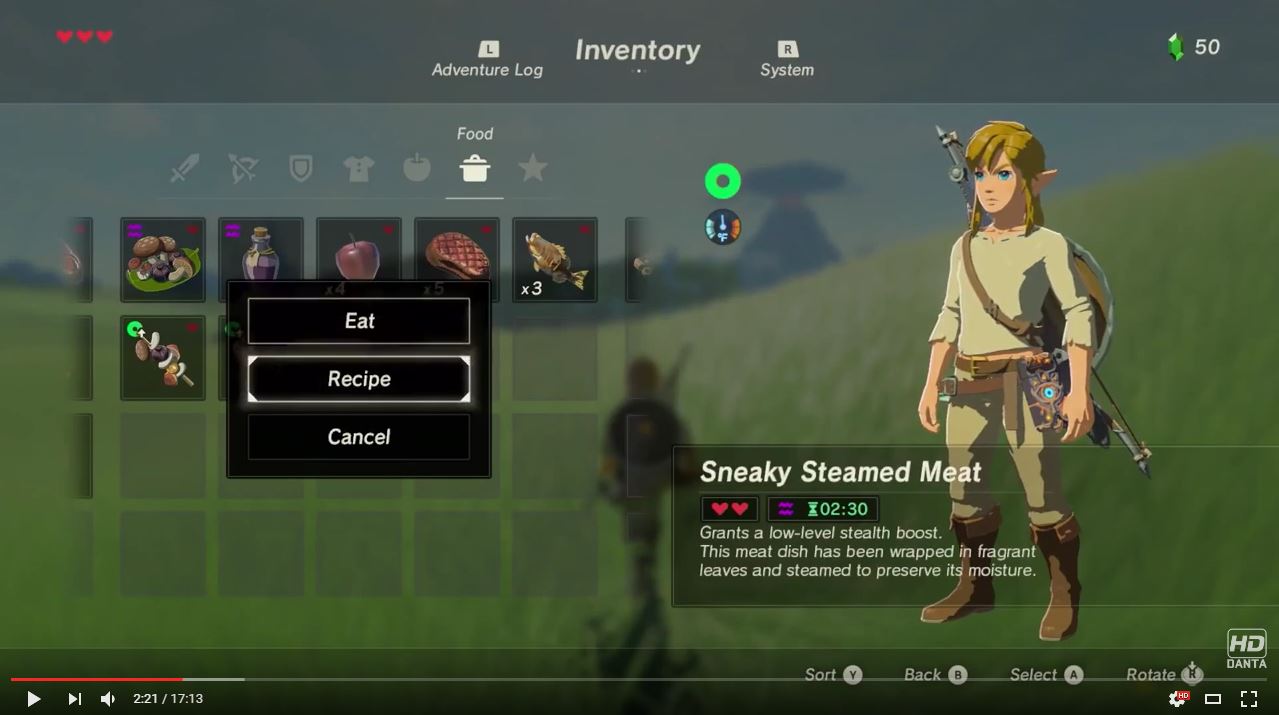 L
Inventory
R
50
Adventure Log
System
Food
°F
x4
x5
x3
Eat
Recipe
Cancel
Sneaky Steamed Meat
02:30
Grants a low-level stealth boost.
This meat dish has been wrapped in fragrant
leaves and steamed to preserve its moisture.
HD
DANTA
Sort Y
Back B
Select A
Rotate R
2:21 / 17:13
HD